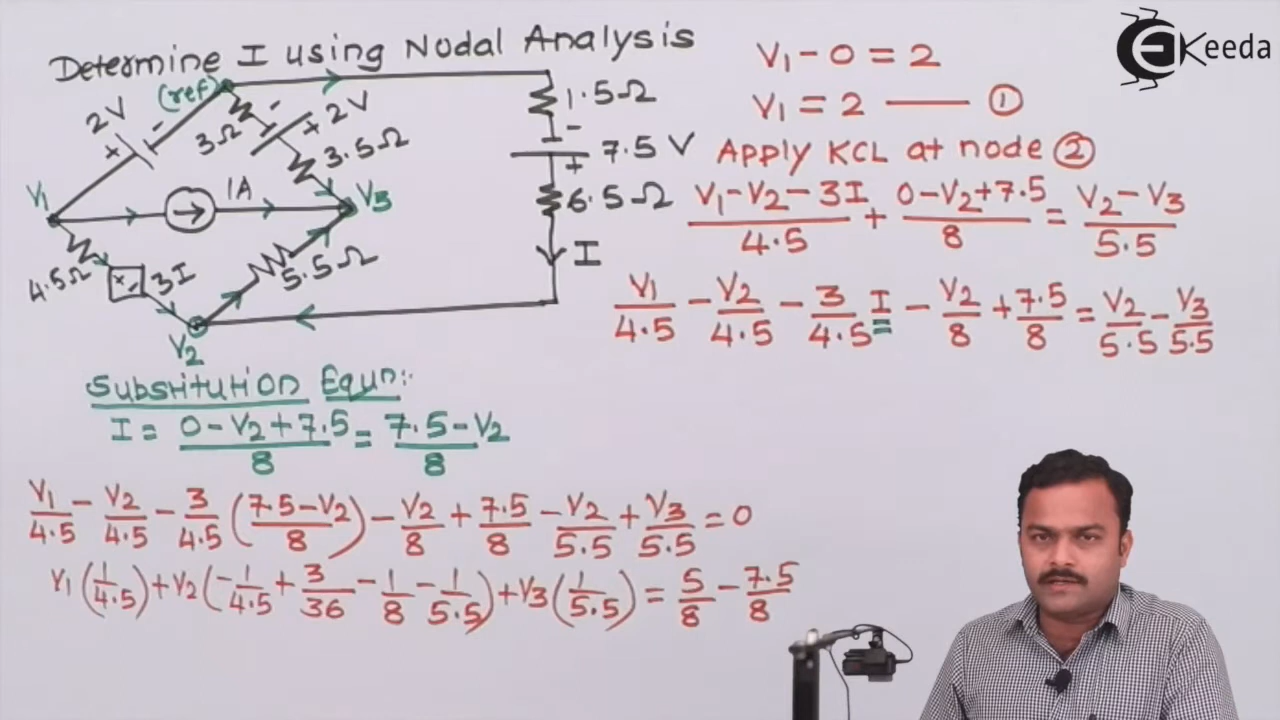 Determine I using Nodal Analysis
(ref)
2V
+
-
3Ω
-
+ 2V
3.5Ω
1.5Ω
-
7.5 V
+
6.5Ω
V1
1A
V3
I
4.5Ω
+
-
3I
5.5Ω
V2
V1 - 0 = 2
V1 = 2 —— ①
Apply KCL at node ②
(V1-V2-3I)/4.5 + (0-V2+7.5)/8 = (V2-V3)/5.5
V1/4.5 - V2/4.5 - 3/4.5 I - V2/8 + 7.5/8 = V2/5.5 - V3/5.5
Substitution Equn:
I = (0-V2+7.5)/8 = (7.5-V2)/8
V1/4.5 - V2/4.5 - 3/4.5 ((7.5-V2)/8) - V2/8 + 7.5/8 - V2/5.5 + V3/5.5 = 0
V1(1/4.5) + V2(-1/4.5 + 3/36 - 1/8 - 1/5.5) + V3(1/5.5) = 5/8 - 7.5/8
EKeeda